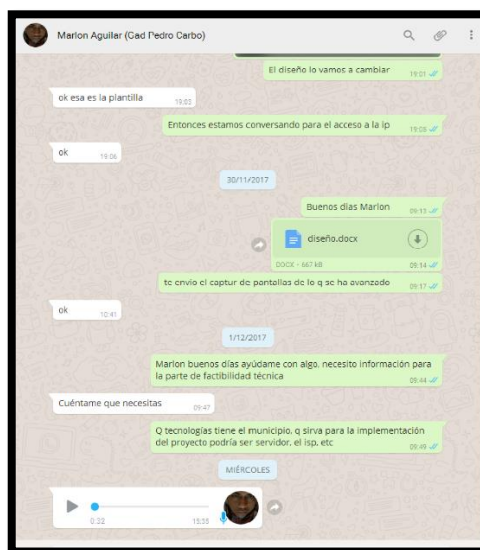 Marlon Aguilar (Gad Pedro Carbo)
El diseño lo vamos a cambiar 19:01
ok esa es la plantilla 19:03
Entonces estamos conversando para el acceso a la ip 19:05
ok 19:06
30/11/2017
Buenos días Marlon 09:13
diseño.docx
DOCX • 667 kB 09:14
te envio el captur de pantallas de lo q se ha avanzado 09:17
ok 10:41
1/12/2017
Marlon buenos días ayúdame con algo, necesito información para
la parte de factibilidad técnica 09:44
Cuéntame que necesitas 09:47
Q tecnologías tiene el municipio, q sirva para la implementación
del proyecto podría ser servidor, el isp, etc 09:49
MIÉRCOLES
0:32 15:35